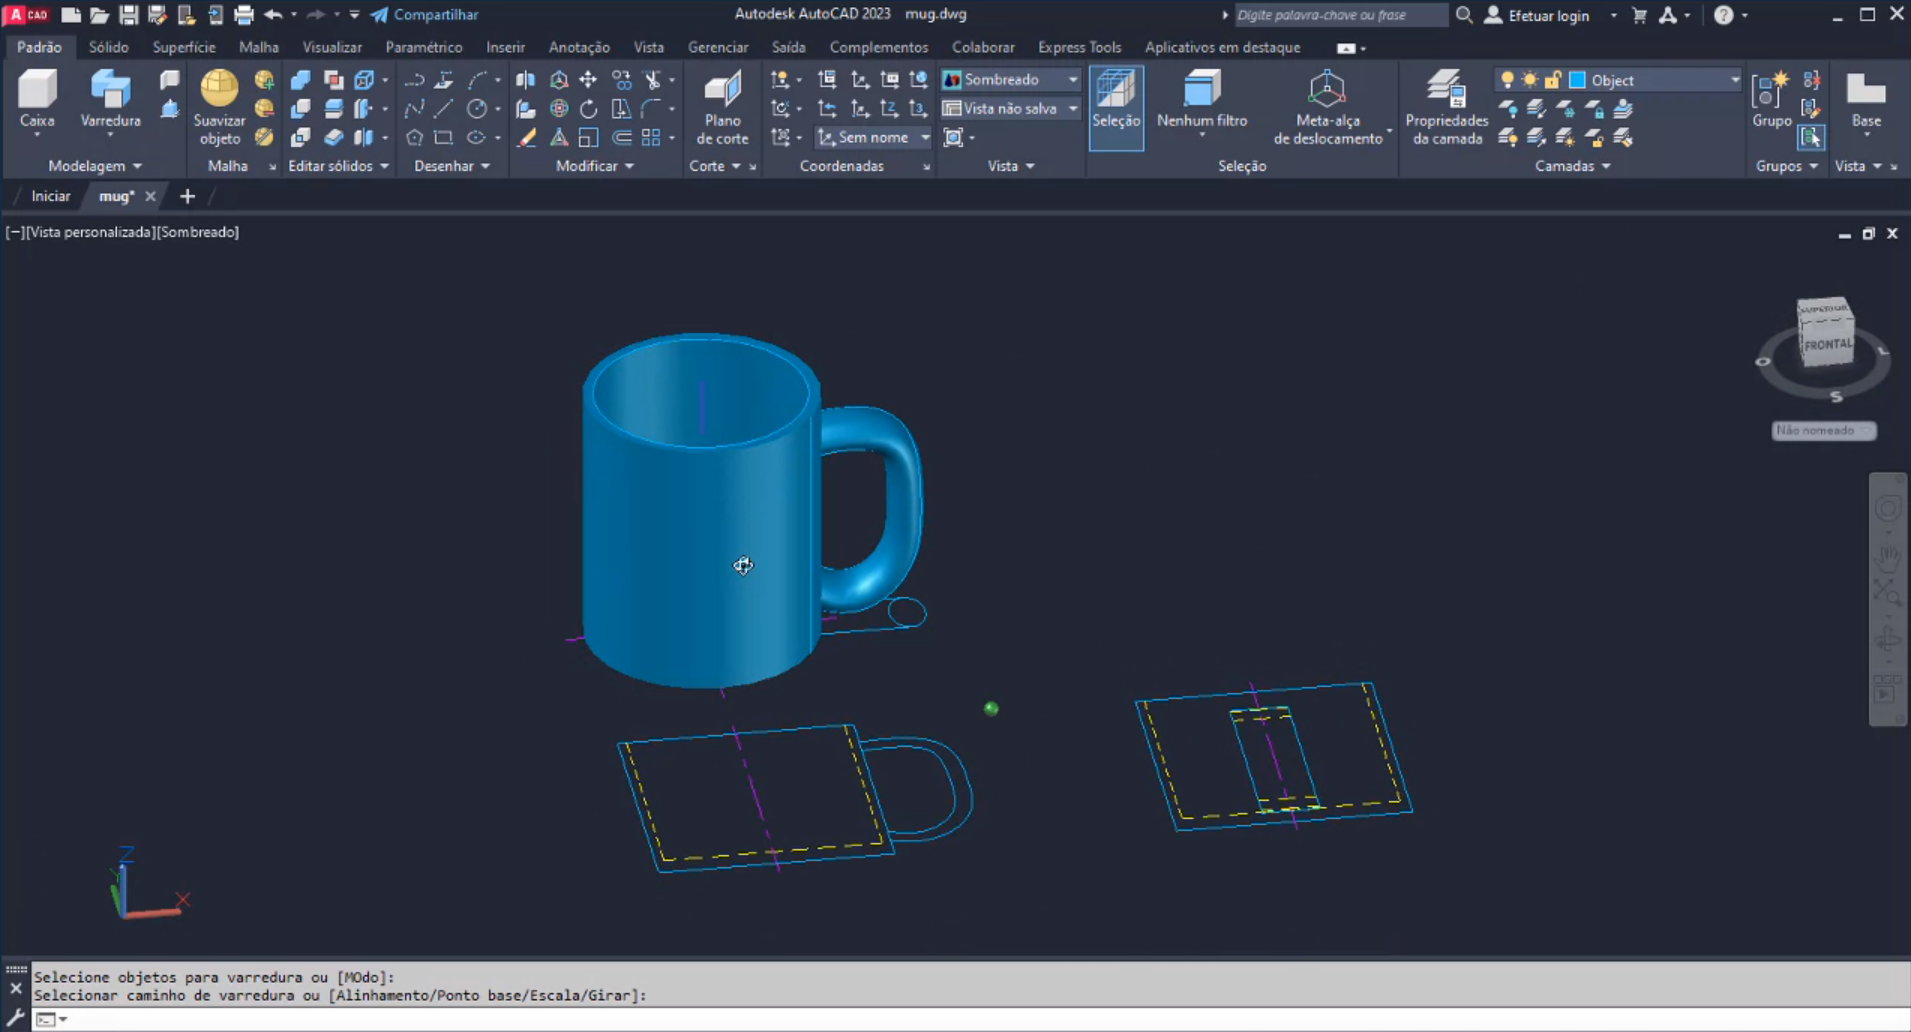 A CAD
Compartilhar
Autodesk AutoCAD 2023 mug.dwg
Digite palavra-chave ou frase
Efetuar login
?
Padrão Sólido Superfície Malha Visualizar Paramétrico Inserir Anotação Vista Gerenciar Saída Complementos Colaborar Express Tools Aplicativos em destaque
Caixa
Varredura
Suavizar
objeto
Plano
de corte
Sem nome
Sombreado
Vista não salva
Seleção
Nenhum filtro
Meta-alça
de deslocamento
Propriedades
da camada
Object
Grupo
Base
Modelagem Malha Editar sólidos Desenhar Modificar Corte Coordenadas Vista Seleção Camadas Grupos Vista
Iniciar mug* +
[−][Vista personalizada][Sombreado]
SUPERIOR
FRONTAL
O
L
S
Não nomeado
Z
Y
X
Selecione objetos para varredura ou [MOdo]:
Selecionar caminho de varredura ou [Alinhamento/Ponto base/Escala/Girar]: